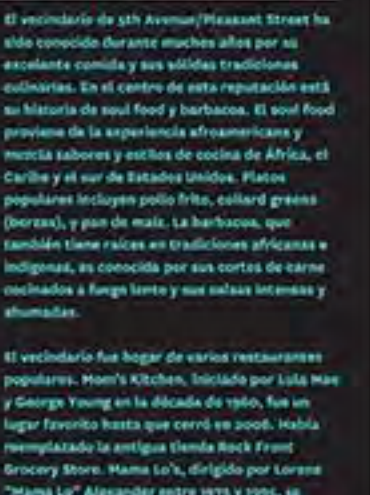 El vecindario de 5th Avenue/Pleasant Street ha
sido conocido durante muchos años por su
excelente comida y sus sólidas tradiciones
culinarias. En el centro de esta reputación está
su historia de soul food y barbacoa. El soul food
proviene de la experiencia afroamericana y
mezcla sabores y estilos de cocina de África, el
Caribe y el sur de Estados Unidos. Platos
populares incluyen pollo frito, collard greens
(berzas), y pan de maíz. La barbacoa, que
también tiene raíces en tradiciones africanas e
indígenas, es conocida por sus cortes de carne
cocinados a fuego lento y sus salsas intensas y
ahumadas.
El vecindario fue hogar de varios restaurantes
populares. Mom's Kitchen, iniciado por Lula Mae
y George Young en la década de 1960, fue un
lugar favorito hasta que cerró en 2008. Había
reemplazado la antigua tienda Rock Front
Grocery Store. Mama Lo's, dirigido por Lorene
"Mama Lo" Alexander entre